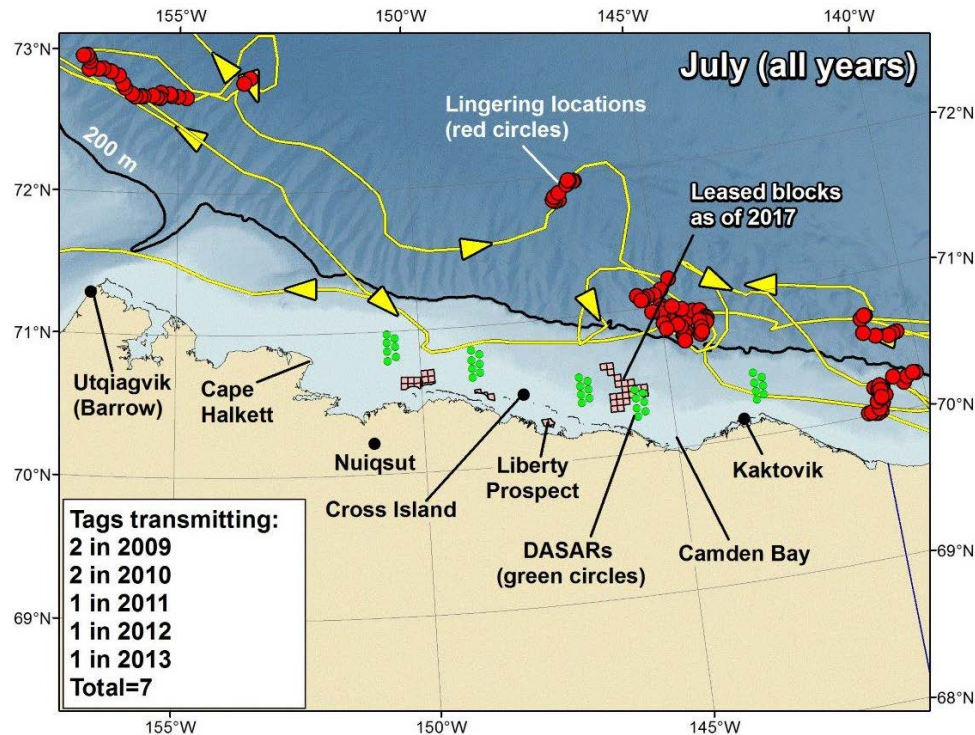 155°W
150°W
145°W
140°W
73°N
July (all years)
Lingering locations
(red circles)
72°N
200 m
72°N
Leased blocks
as of 2017
71°N
71°N
Utqiagvik
(Barrow)
Cape
Halkett
70°N
70°N
Nuiqsut
Liberty
Prospect
Kaktovik
Cross Island
DASARs
(green circles)
Camden Bay
69°N
69°N
Tags transmitting:
2 in 2009
2 in 2010
1 in 2011
1 in 2012
1 in 2013
Total=7
68°N
155°W
150°W
145°W